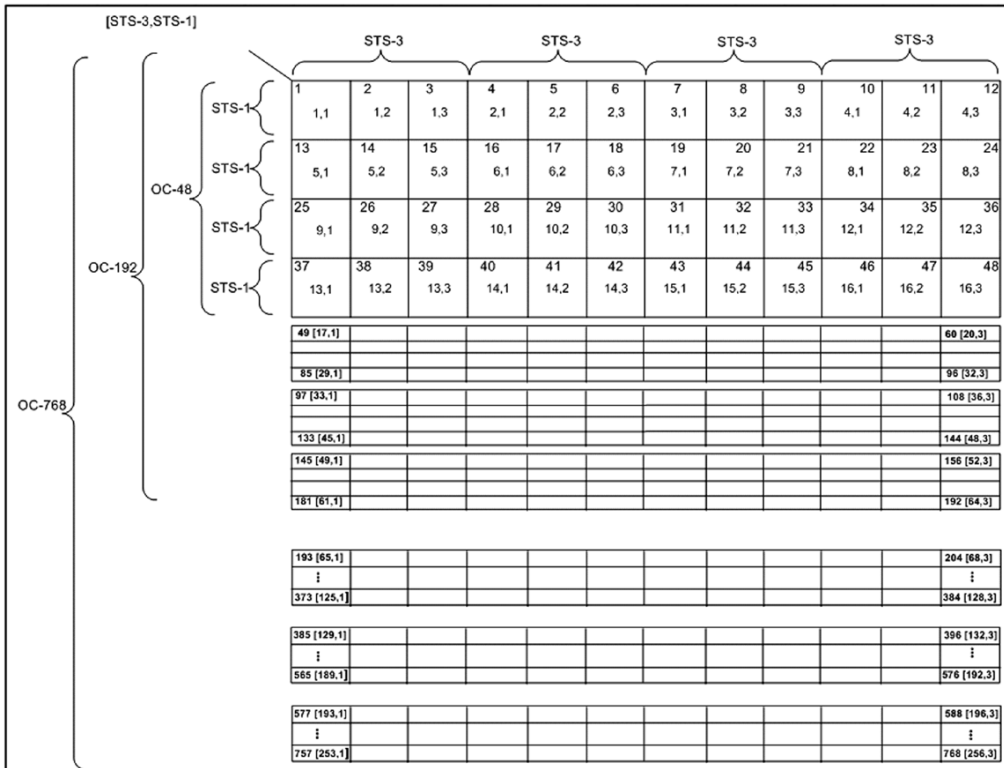 [STS-3,STS-1]
STS-3 STS-3 STS-3 STS-3
1 2 3 4 5 6 7 8 9 10 11 12
STS-1 1,1 1,2 1,3 2,1 2,2 2,3 3,1 3,2 3,3 4,1 4,2 4,3
13 14 15 16 17 18 19 20 21 22 23 24
STS-1 5,1 5,2 5,3 6,1 6,2 6,3 7,1 7,2 7,3 8,1 8,2 8,3
OC-48
25 26 27 28 29 30 31 32 33 34 35 36
STS-1 9,1 9,2 9,3 10,1 10,2 10,3 11,1 11,2 11,3 12,1 12,2 12,3
OC-192
37 38 39 40 41 42 43 44 45 46 47 48
STS-1 13,1 13,2 13,3 14,1 14,2 14,3 15,1 15,2 15,3 16,1 16,2 16,3
49 [17,1] 60 [20,3]
85 [29,1] 96 [32,3]
97 [33,1] 108 [36,3]
OC-768
133 [45,1] 144 [48,3]
145 [49,1] 156 [52,3]
181 [61,1] 192 [64,3]
193 [65,1] 204 [68,3]
⋮ ⋮
373 [125,1] 384 [128,3]
385 [129,1] 396 [132,3]
⋮ ⋮
565 [189,1] 576 [192,3]
577 [193,1] 588 [196,3]
⋮ ⋮
757 [253,1] 768 [256,3]